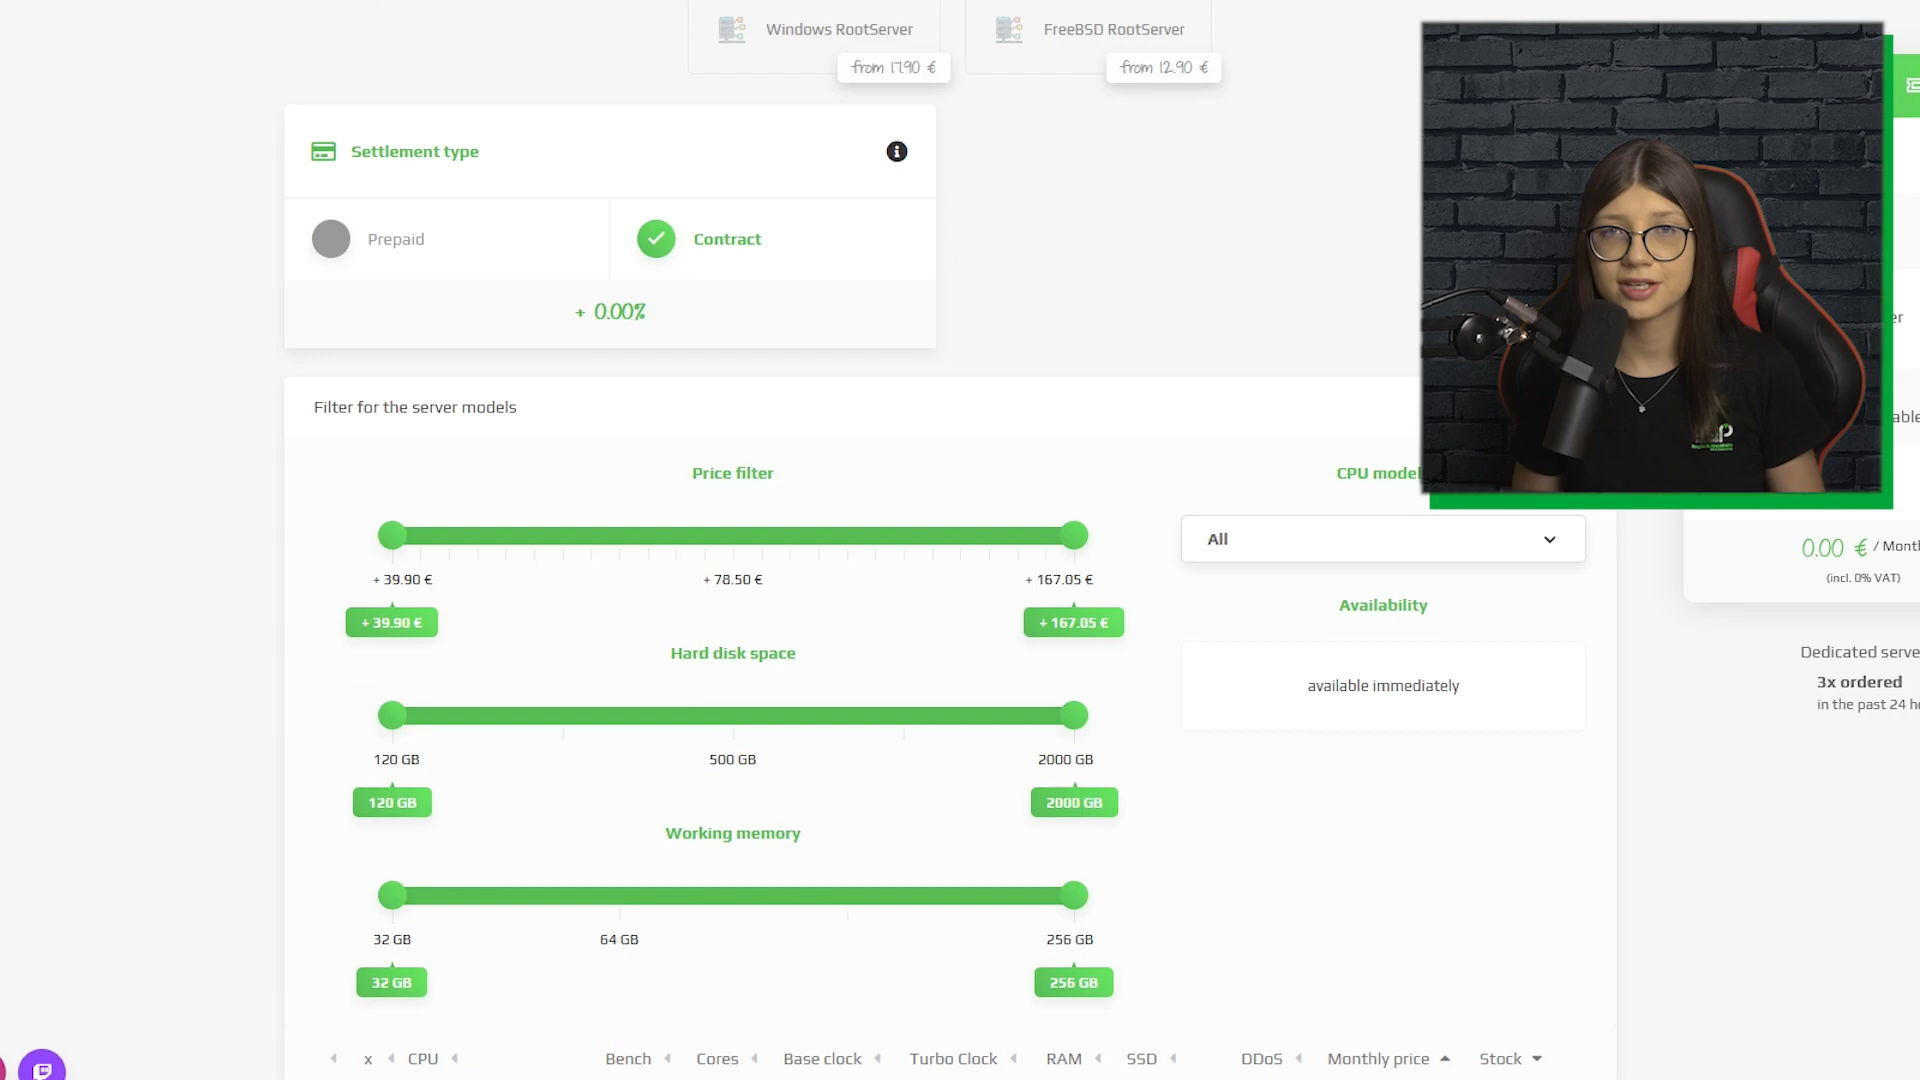 Windows RootServer
from 17.90 €
FreeBSD RootServer
from 12.90 €
Settlement type
Prepaid
Contract
+ 0.00%
Filter for the server models
Price filter
+ 39.90 €
+ 78.50 €
+ 167.05 €
+ 39.90 €
+ 167.05 €
Hard disk space
120 GB
500 GB
2000 GB
120 GB
2000 GB
Working memory
32 GB
64 GB
256 GB
32 GB
256 GB
CPU model
All
Availability
available immediately
er
able
0.00 € / Month
(incl. 0% VAT)
Dedicated serve
3x ordered
in the past 24 h
x CPU Bench Cores Base clock Turbo Clock RAM SSD DDoS Monthly price Stock